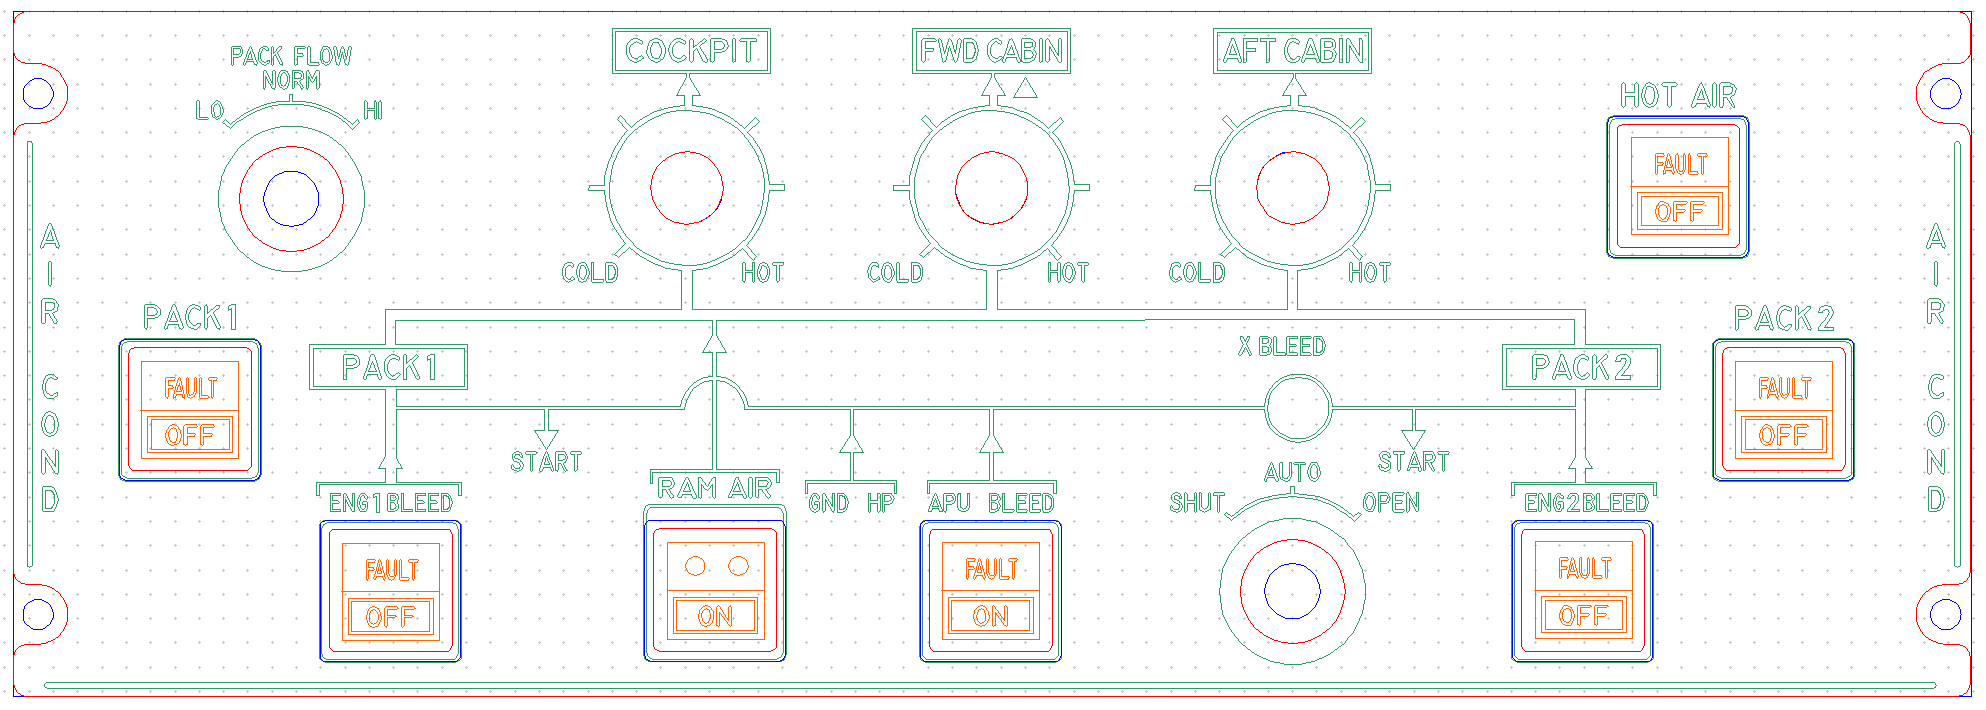 COCKPIT FWD CABIN AFT CABIN
PACK FLOW
NORM
LO HI
HOT AIR
FAULT
OFF
COLD HOT COLD HOT COLD HOT
AIR COND
AIR COND
PACK 1
FAULT
OFF
PACK 1
X BLEED
PACK 2
PACK 2
FAULT
OFF
START
START
AUTO
SHUT OPEN
ENG 1 BLEED
RAM AIR
GND HP
APU BLEED
ENG 2 BLEED
FAULT
OFF
ON
FAULT
ON
FAULT
OFF